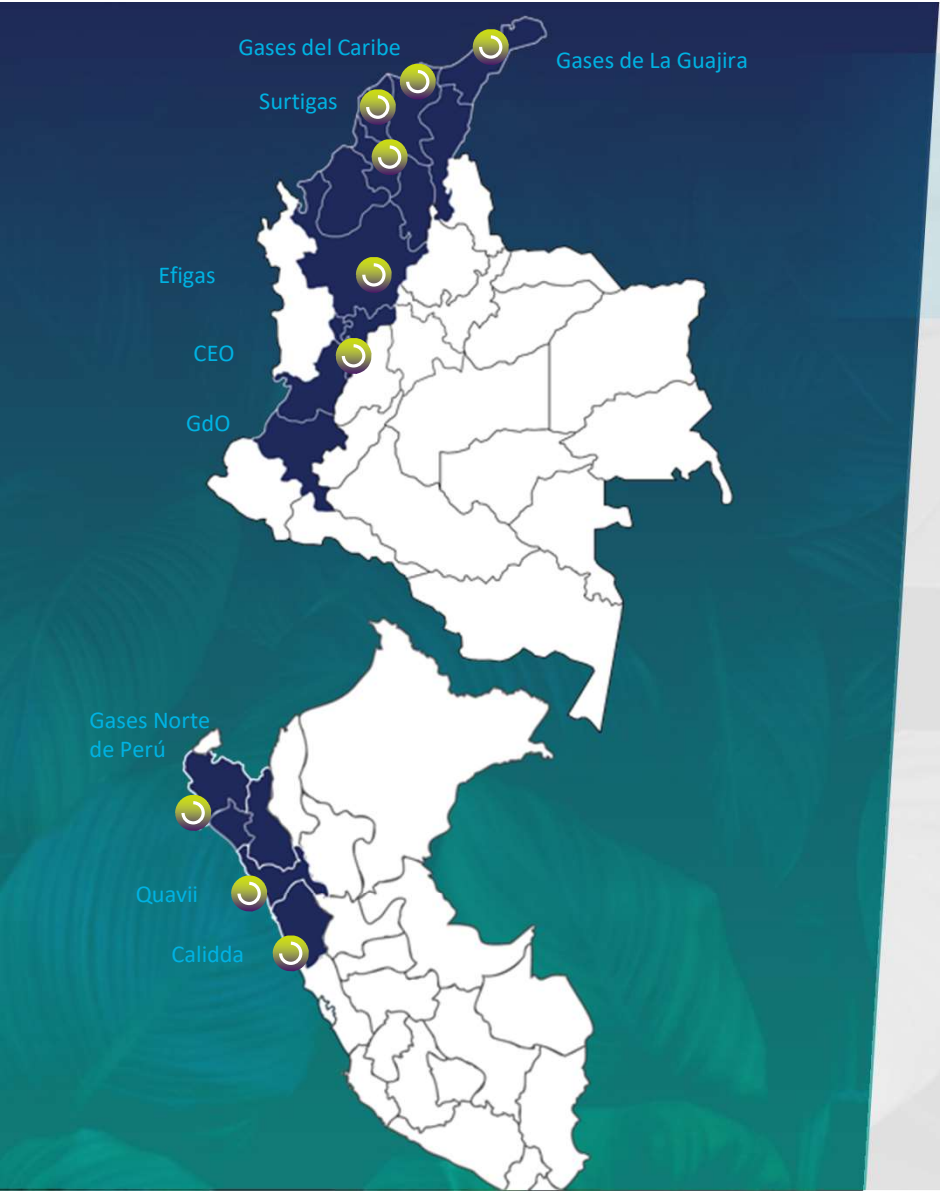 Gases del Caribe
Gases de La Guajira
Surtigas
Efigas
CEO
GdO
Gases Norte
de Perú
Quavii
Calidda